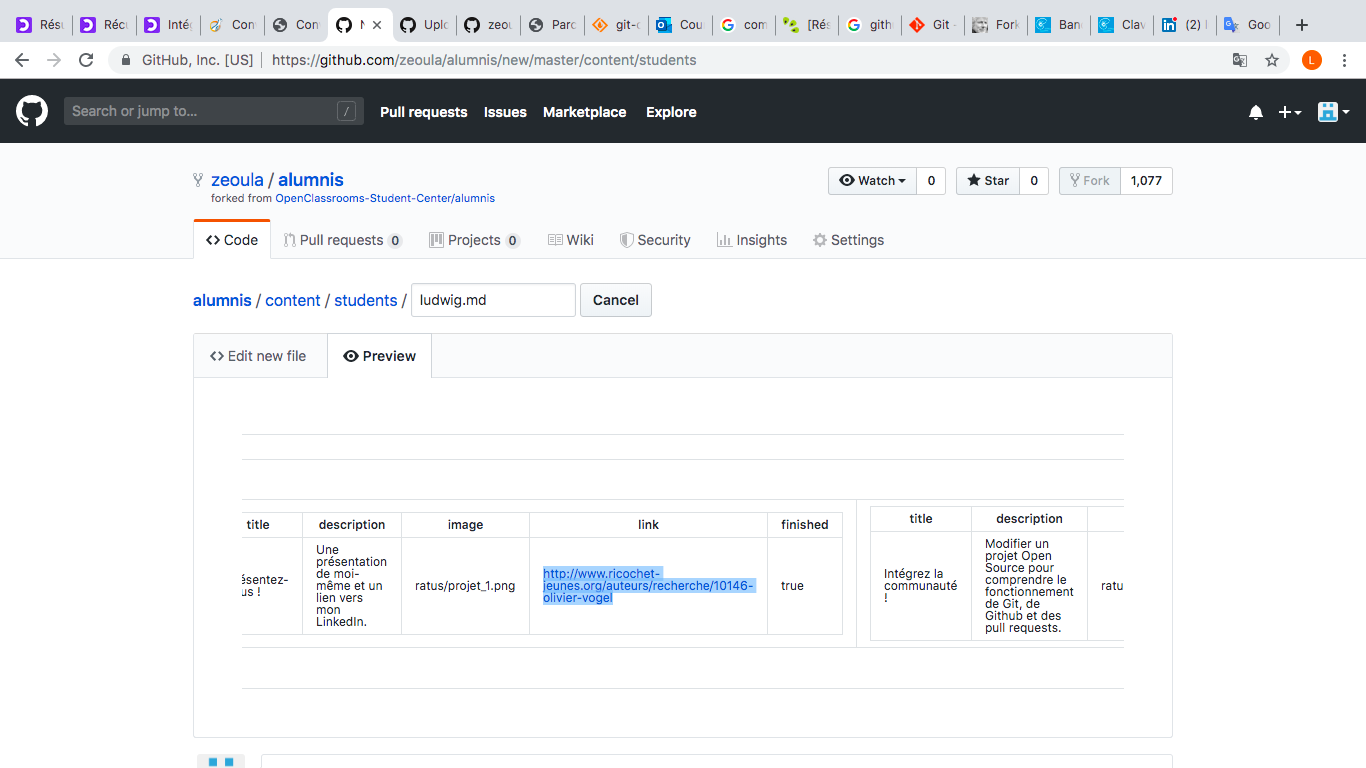 Résu
Récu
Inté
Con
Con
N
Uplo
zeou
Parc
git-c
Cou
com
[Rés
gith
Git -
Fork
Ban
Clav
(2) 
Goo
GitHub, Inc. [US]
https://github.com/zeoula/alumnis/new/master/content/students
L
Search or jump to...
/
Pull requests
Issues
Marketplace
Explore
zeoula / alumnis
forked from OpenClassrooms-Student-Center/alumnis
Watch
0
Star
0
Fork
1,077
Code
Pull requests 0
Projects 0
Wiki
Security
Insights
Settings
alumnis / content / students /
ludwig.md
Cancel
Edit new file
Preview
title
description
image
link
finished
ésentez-
us !
Une
présentation
de moi-
même et un
lien vers
mon
LinkedIn.
ratus/projet_1.png
http://www.ricochet-
jeunes.org/auteurs/recherche/10146-
olivier-vogel
true
title
description
Intégrez la
communauté
!
Modifier un
projet Open
Source pour
comprendre le
fonctionnement
de Git, de
Github et des
pull requests.
ratu